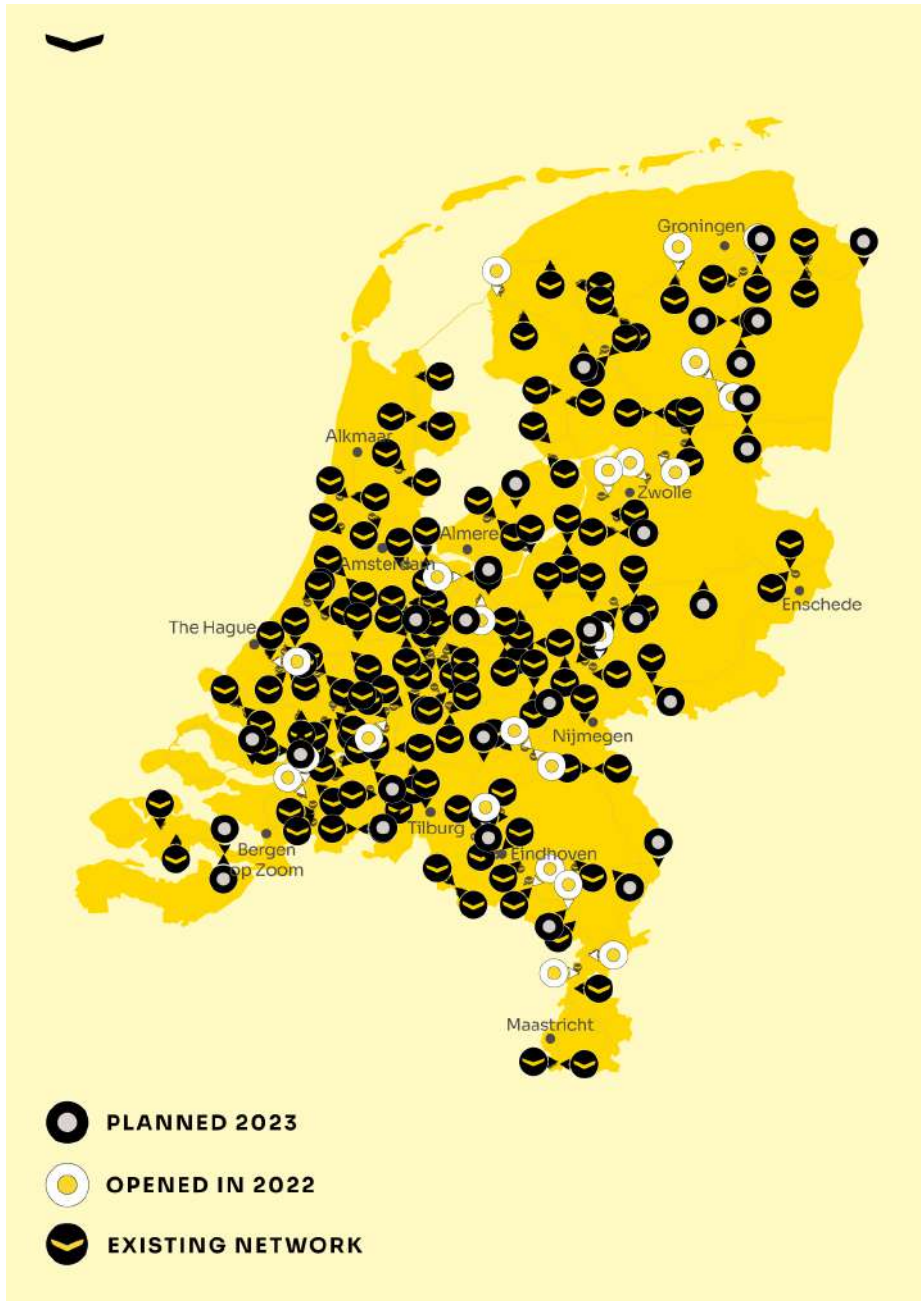 Groningen
Alkmaar
Zwolle
Almere
Amsterdam
Enschede
The Hague
Nijmegen
Tilburg
Bergen
op Zoom
Eindhoven
Maastricht
PLANNED 2023
OPENED IN 2022
EXISTING NETWORK